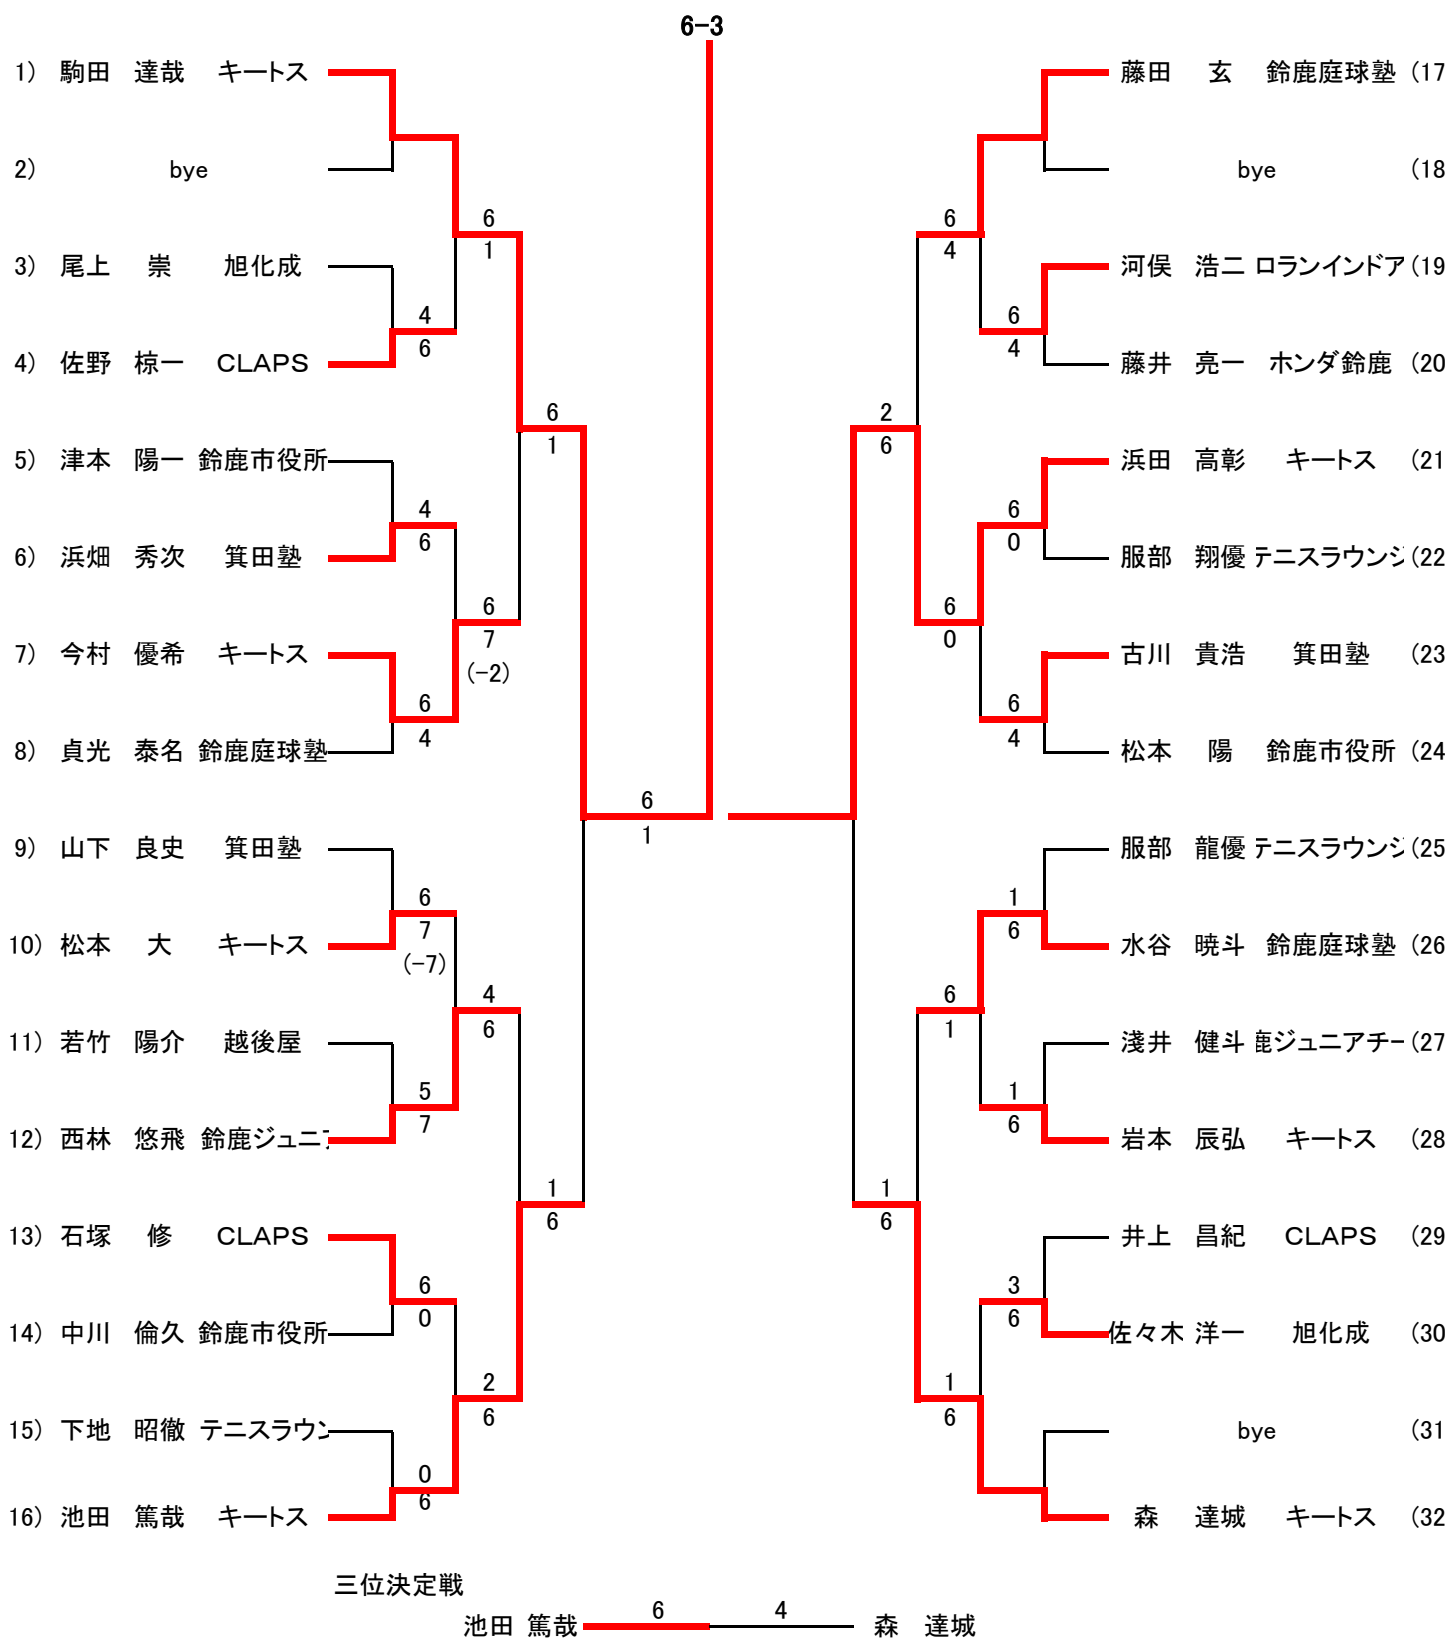 6-3
1) 駒田 達哉 キートス
2) bye
6
1
3) 尾上 崇 旭化成
4
6
4) 佐野 椋一 CLAPS
6
1
5) 津本 陽一 鈴鹿市役所
4
6
6) 浜畑 秀次 箕田塾
6
7
(-2)
7) 今村 優希 キートス
6
4
8) 貞光 泰名 鈴鹿庭球塾
6
1
9) 山下 良史 箕田塾
6
7
(-7)
10) 松本 大 キートス
4
6
11) 若竹 陽介 越後屋
5
7
12) 西林 悠飛 鈴鹿ジュニア
1
6
13) 石塚 修 CLAPS
6
0
14) 中川 倫久 鈴鹿市役所
2
6
15) 下地 昭徹 テニスラウン
0
6
16) 池田 篤哉 キートス
藤田 玄 鈴鹿庭球塾 (17
bye (18
6
4
河俣 浩二 ロランインドア (19
6
4
藤井 亮一 ホンダ鈴鹿 (20
2
6
浜田 高彰 キートス (21
6
0
服部 翔優 テニスラウンジ (22
6
0
古川 貴浩 箕田塾 (23
6
4
松本 陽 鈴鹿市役所 (24
服部 龍優 テニスラウンジ (25
1
6
水谷 暁斗 鈴鹿庭球塾 (26
6
1
淺井 健斗 鹿ジュニアチー (27
1
6
岩本 辰弘 キートス (28
1
6
井上 昌紀 CLAPS (29
3
6
佐々木 洋一 旭化成 (30
1
6
bye (31
森 達城 キートス (32
三位決定戦
池田 篤哉 6 4 森 達城